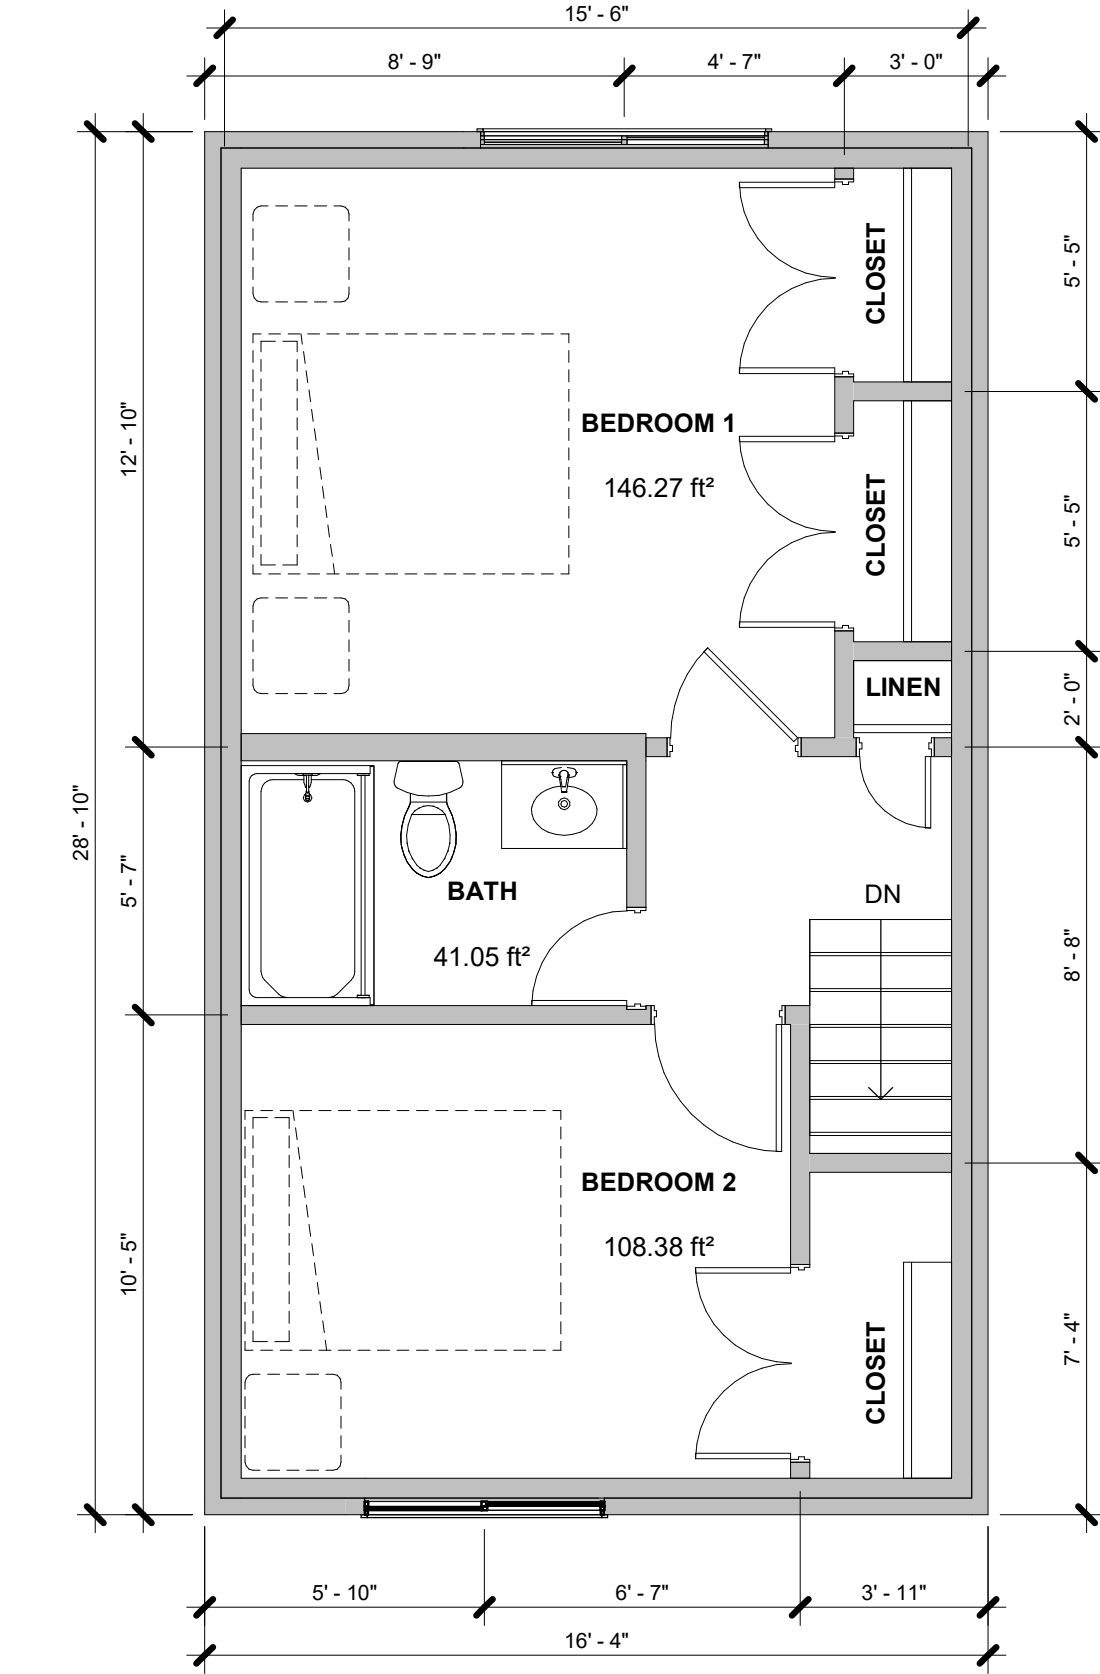 15' - 6"
8' - 9"
4' - 7"
3' - 0"
CLOSET
5' - 5"
12' - 10"
BEDROOM 1
146.27 ft²
CLOSET
5' - 5"
LINEN
2' - 0"
28' - 10"
5' - 7"
BATH
41.05 ft²
DN
8' - 8"
BEDROOM 2
108.38 ft²
10' - 5"
CLOSET
7' - 4"
5' - 10"
6' - 7"
3' - 11"
16' - 4"